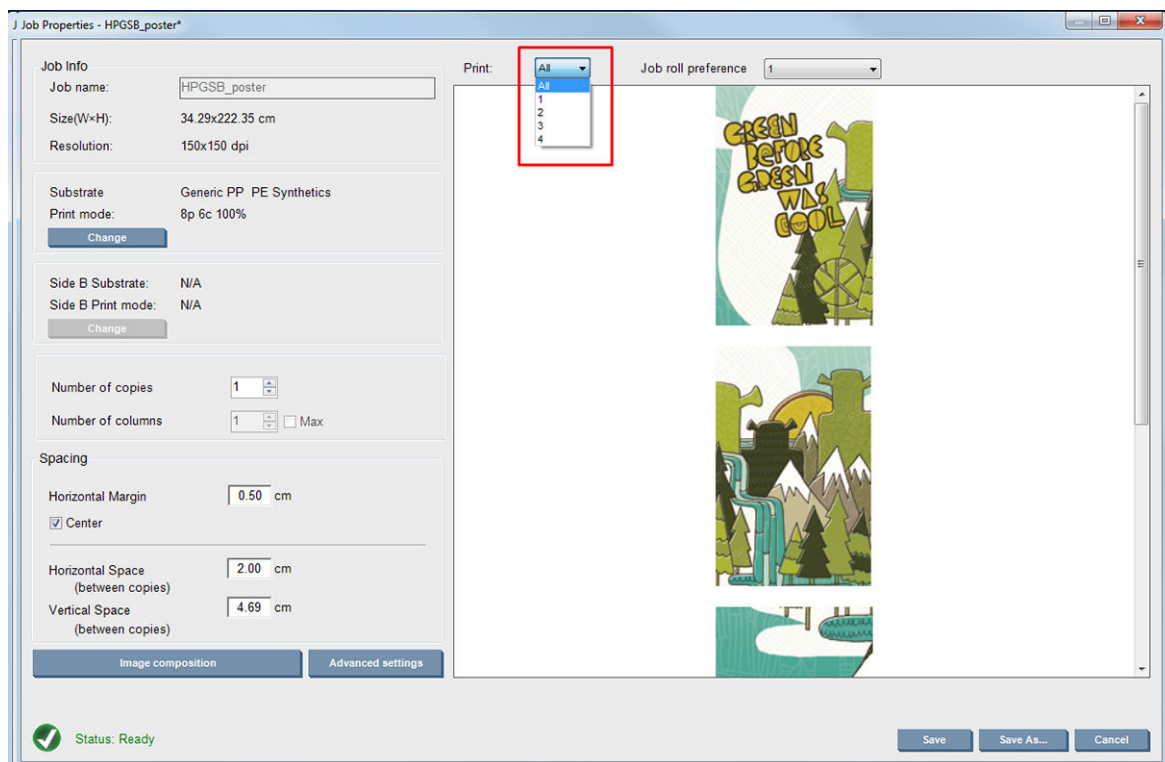 J Job Properties - HPGSB_poster*
Job Info
Job name: HPGSB_poster
Size(W×H): 34.29x222.35 cm
Resolution: 150x150 dpi
Substrate Generic PP PE Synthetics
Print mode: 8p 6c 100%
Change
Side B Substrate: N/A
Side B Print mode: N/A
Change
Number of copies 1
Number of columns 1 Max
Spacing
Horizontal Margin 0.50 cm
Center
Horizontal Space 2.00 cm
(between copies)
Vertical Space 4.69 cm
(between copies)
Image composition Advanced settings
Print: All Job roll preference 1
All
1
2
3
4
GREEN
BEFORE
GREEN
WAS
COOL
Status: Ready
Save Save As... Cancel